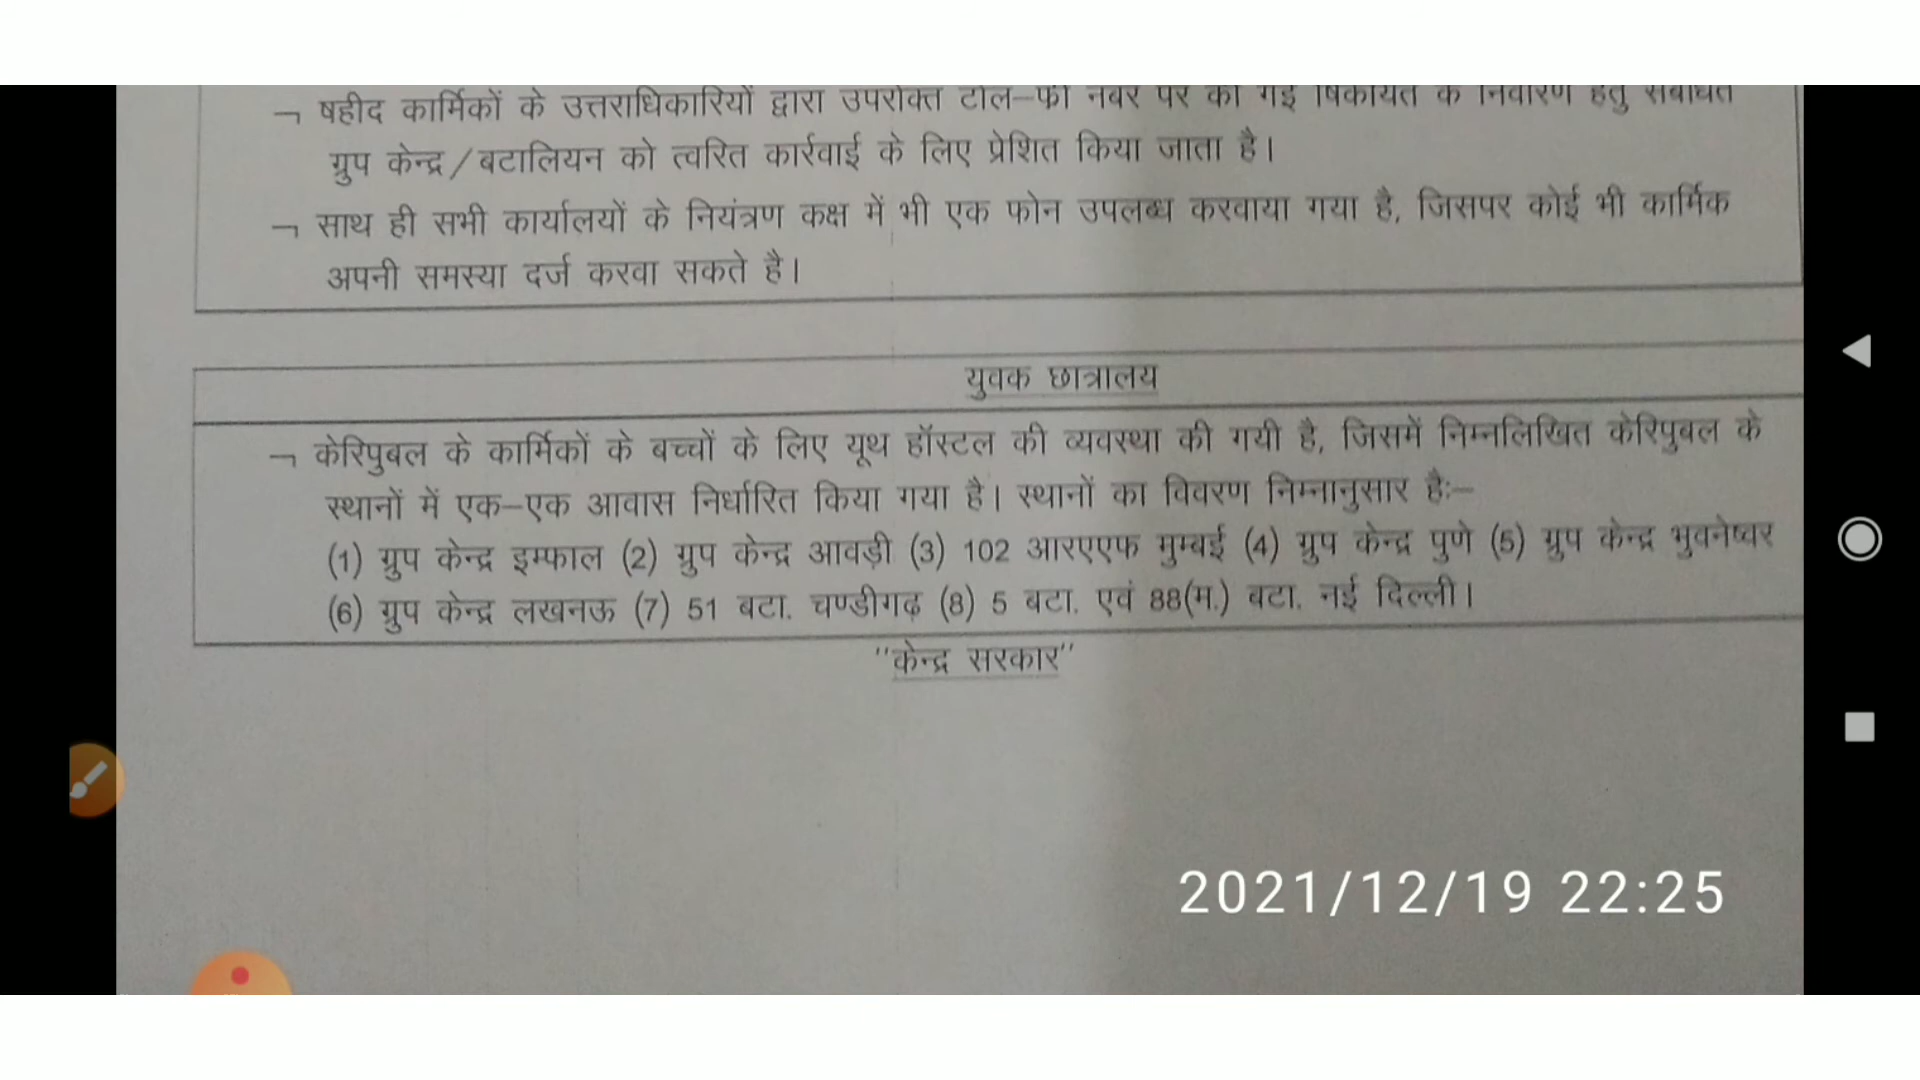 ¬ षहीद कार्मिकों के उत्तराधिकारियों द्वारा उपरोक्त टोल–फ्री नंबर पर की गई षिकायत के निवारण हेतु संबंधित
ग्रुप केन्द्र/बटालियन को त्वरित कार्रवाई के लिए प्रेशित किया जाता है।
¬ साथ ही सभी कार्यालयों के नियंत्रण कक्ष में भी एक फोन उपलब्ध करवाया गया है, जिसपर कोई भी कार्मिक
अपनी समस्या दर्ज करवा सकते है।
युवक छात्रालय
¬ केरिपुबल के कार्मिकों के बच्चों के लिए यूथ हॉस्टल की व्यवस्था की गयी है, जिसमें निम्नलिखित केरिपुबल के
स्थानों में एक–एक आवास निर्धारित किया गया है। स्थानों का विवरण निम्नानुसार हैः–
(1) ग्रुप केन्द्र इम्फाल (2) ग्रुप केन्द्र आवड़ी (3) 102 आरएएफ मुम्बई (4) ग्रुप केन्द्र पुणे (5) ग्रुप केन्द्र भुवनेष्वर
(6) ग्रुप केन्द्र लखनऊ (7) 51 बटा. चण्डीगढ़ (8) 5 बटा. एवं 88(म.) बटा. नई दिल्ली।
"केन्द्र सरकार"
2021/12/19 22:25